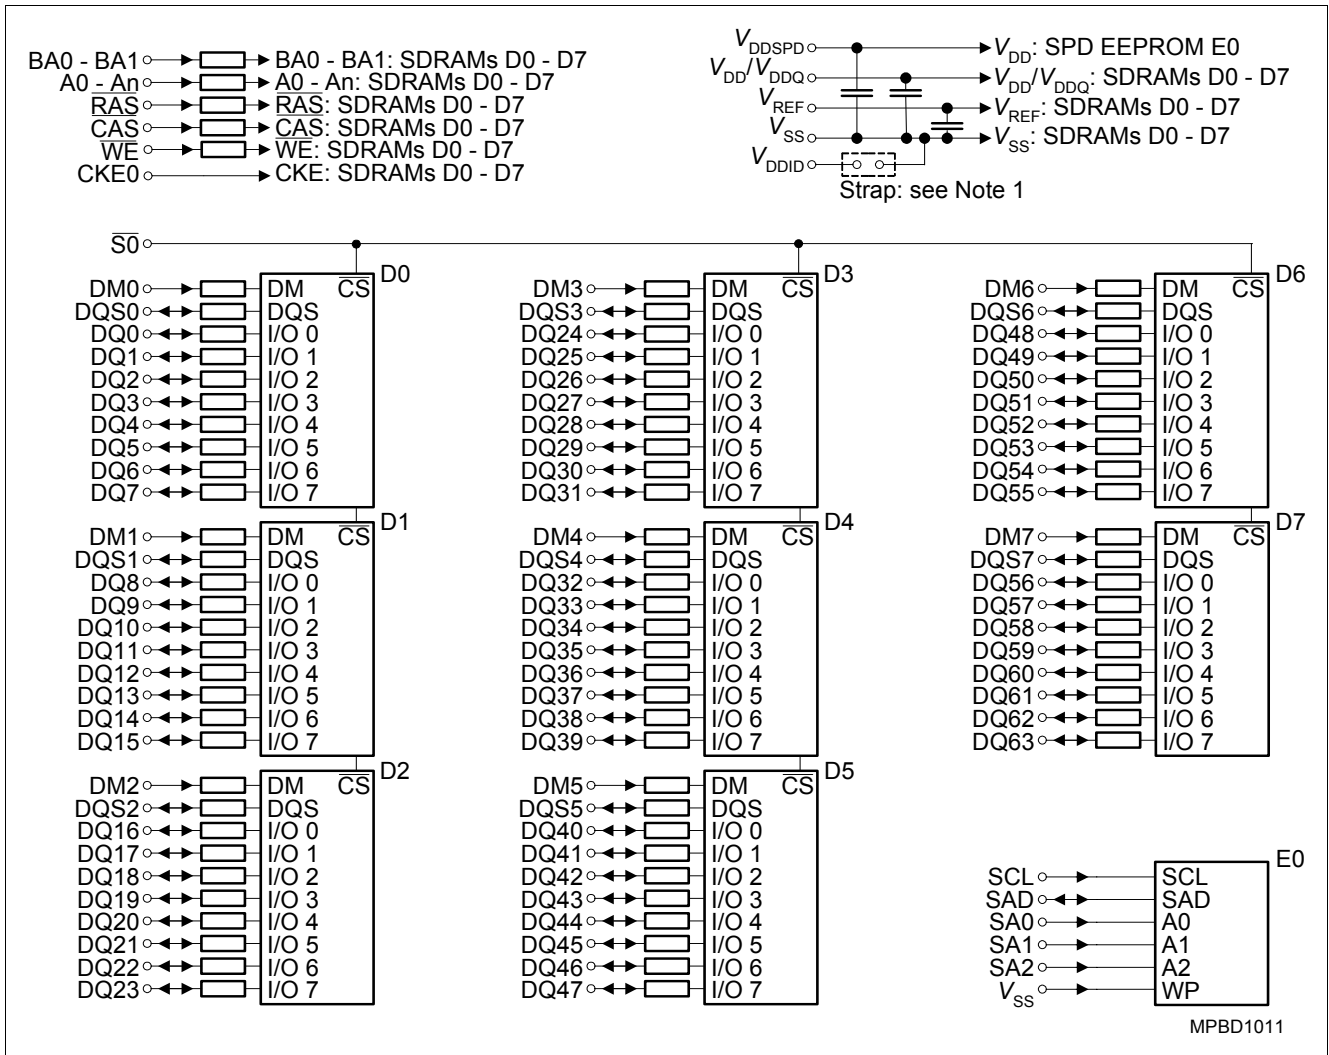 BA0 - BA1 BA0 - BA1: SDRAMs D0 - D7
A0 - An A0 - An: SDRAMs D0 - D7
RAS RAS: SDRAMs D0 - D7
CAS CAS: SDRAMs D0 - D7
WE WE: SDRAMs D0 - D7
CKE0 CKE: SDRAMs D0 - D7
VDDSPD VDD: SPD EEPROM E0
VDD/VDDQ VDD/VDDQ: SDRAMs D0 - D7
VREF VREF: SDRAMs D0 - D7
VSS VSS: SDRAMs D0 - D7
VDDID
Strap: see Note 1
S0
D0
DM0 DM CS
DQS0 DQS
DQ0 I/O 0
DQ1 I/O 1
DQ2 I/O 2
DQ3 I/O 3
DQ4 I/O 4
DQ5 I/O 5
DQ6 I/O 6
DQ7 I/O 7
D1
DM1 DM CS
DQS1 DQS
DQ8 I/O 0
DQ9 I/O 1
DQ10 I/O 2
DQ11 I/O 3
DQ12 I/O 4
DQ13 I/O 5
DQ14 I/O 6
DQ15 I/O 7
D2
DM2 DM CS
DQS2 DQS
DQ16 I/O 0
DQ17 I/O 1
DQ18 I/O 2
DQ19 I/O 3
DQ20 I/O 4
DQ21 I/O 5
DQ22 I/O 6
DQ23 I/O 7
D3
DM3 DM CS
DQS3 DQS
DQ24 I/O 0
DQ25 I/O 1
DQ26 I/O 2
DQ27 I/O 3
DQ28 I/O 4
DQ29 I/O 5
DQ30 I/O 6
DQ31 I/O 7
D4
DM4 DM CS
DQS4 DQS
DQ32 I/O 0
DQ33 I/O 1
DQ34 I/O 2
DQ35 I/O 3
DQ36 I/O 4
DQ37 I/O 5
DQ38 I/O 6
DQ39 I/O 7
D5
DM5 DM CS
DQS5 DQS
DQ40 I/O 0
DQ41 I/O 1
DQ42 I/O 2
DQ43 I/O 3
DQ44 I/O 4
DQ45 I/O 5
DQ46 I/O 6
DQ47 I/O 7
D6
DM6 DM CS
DQS6 DQS
DQ48 I/O 0
DQ49 I/O 1
DQ50 I/O 2
DQ51 I/O 3
DQ52 I/O 4
DQ53 I/O 5
DQ54 I/O 6
DQ55 I/O 7
D7
DM7 DM CS
DQS7 DQS
DQ56 I/O 0
DQ57 I/O 1
DQ58 I/O 2
DQ59 I/O 3
DQ60 I/O 4
DQ61 I/O 5
DQ62 I/O 6
DQ63 I/O 7
E0
SCL SCL
SAD SAD
SA0 A0
SA1 A1
SA2 A2
VSS WP
MPBD1011